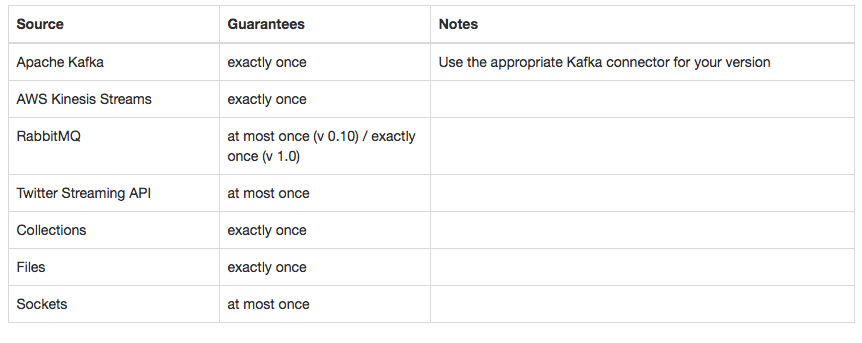 Source Guarantees Notes
Apache Kafka exactly once Use the appropriate Kafka connector for your version
AWS Kinesis Streams exactly once
RabbitMQ at most once (v 0.10) / exactly
once (v 1.0)
Twitter Streaming API at most once
Collections exactly once
Files exactly once
Sockets at most once